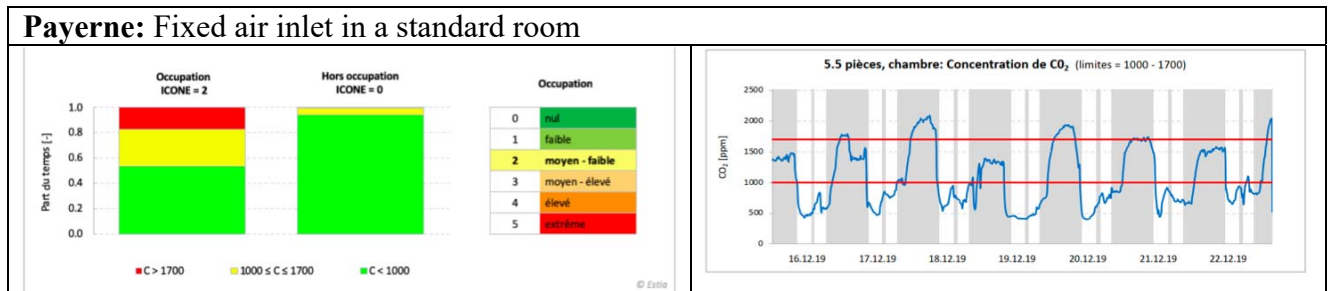 Payerne: Fixed air inlet in a standard room
Occupation
ICONE = 2
Hors occupation
ICONE = 0
Part du temps [-]
1.0
0.8
0.6
0.4
0.2
0.0
C > 1700
1000 ≤ C ≤ 1700
C < 1000
Occupation
0 nul
1 faible
2 moyen - faible
3 moyen - élevé
4 élevé
5 extrême
© Estia
5.5 pièces, chambre: Concentration de C0₂ (limites = 1000 - 1700)
CO₂ [ppm]
2500
2000
1500
1000
500
0
16.12.19 17.12.19 18.12.19 19.12.19 20.12.19 21.12.19 22.12.19